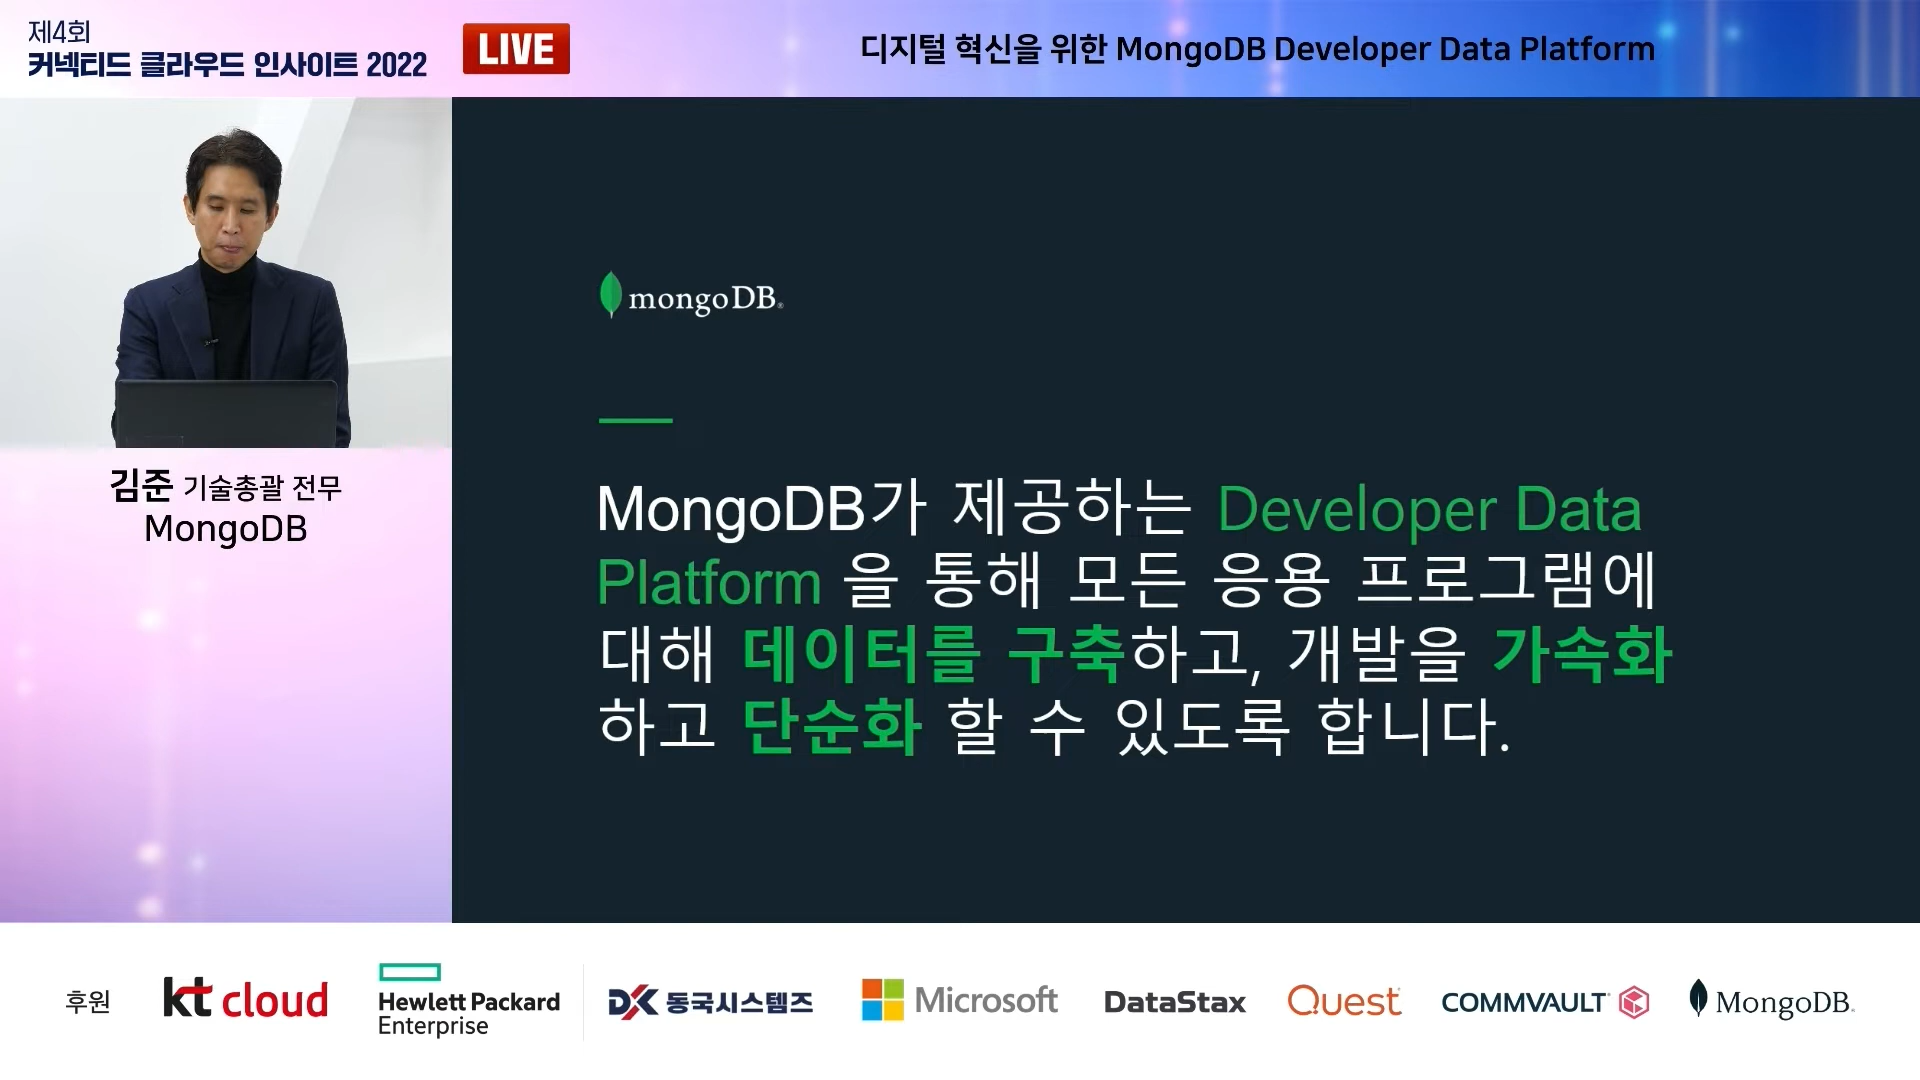 제4회
커넥티드 클라우드 인사이트 2022
LIVE
디지털 혁신을 위한 MongoDB Developer Data Platform
김준 기술총괄 전무
MongoDB
mongoDB®
MongoDB가 제공하는 Developer Data
Platform 을 통해 모든 응용 프로그램에
대해 데이터를 구축하고, 개발을 가속화
하고 단순화 할 수 있도록 합니다.
후원
kt cloud
Hewlett Packard
Enterprise
DK 동국시스템즈
Microsoft
DataStax
Quest
COMMVAULT
MongoDB®